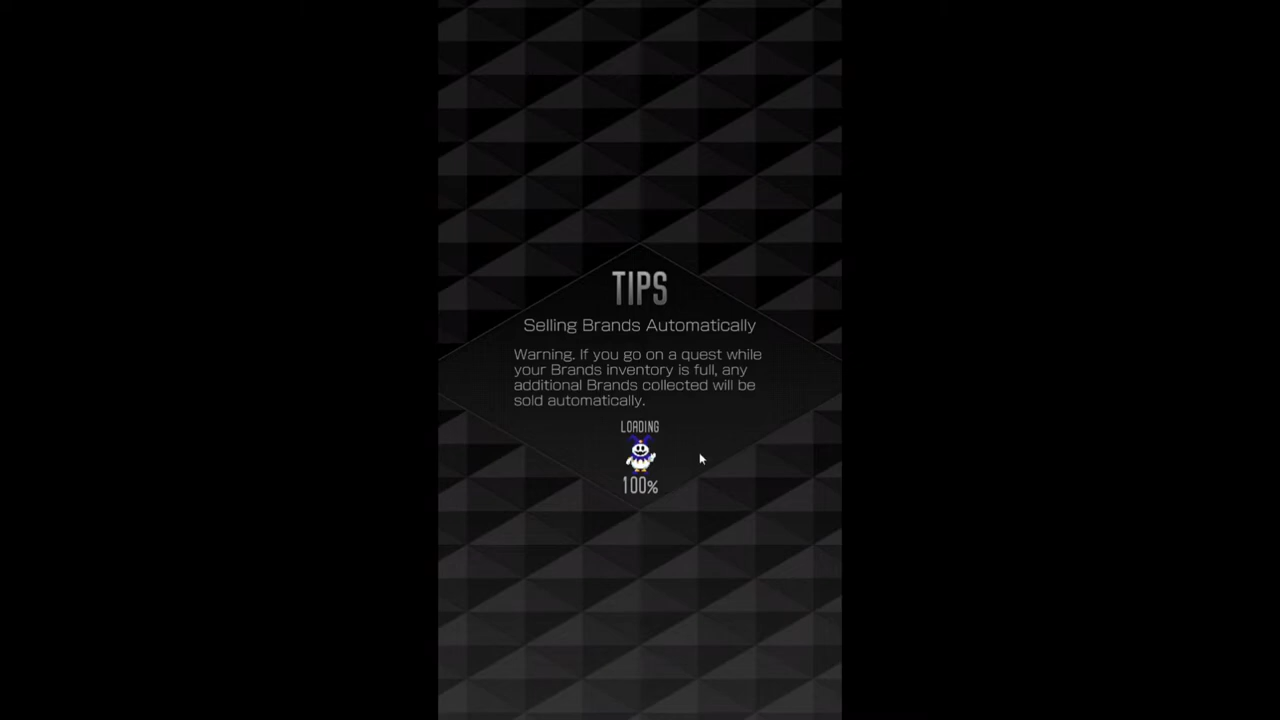 TIPS
Selling Brands Automatically
Warning. If you go on a quest while
your Brands inventory is full, any
additional Brands collected will be
sold automatically.
LOADING
100%